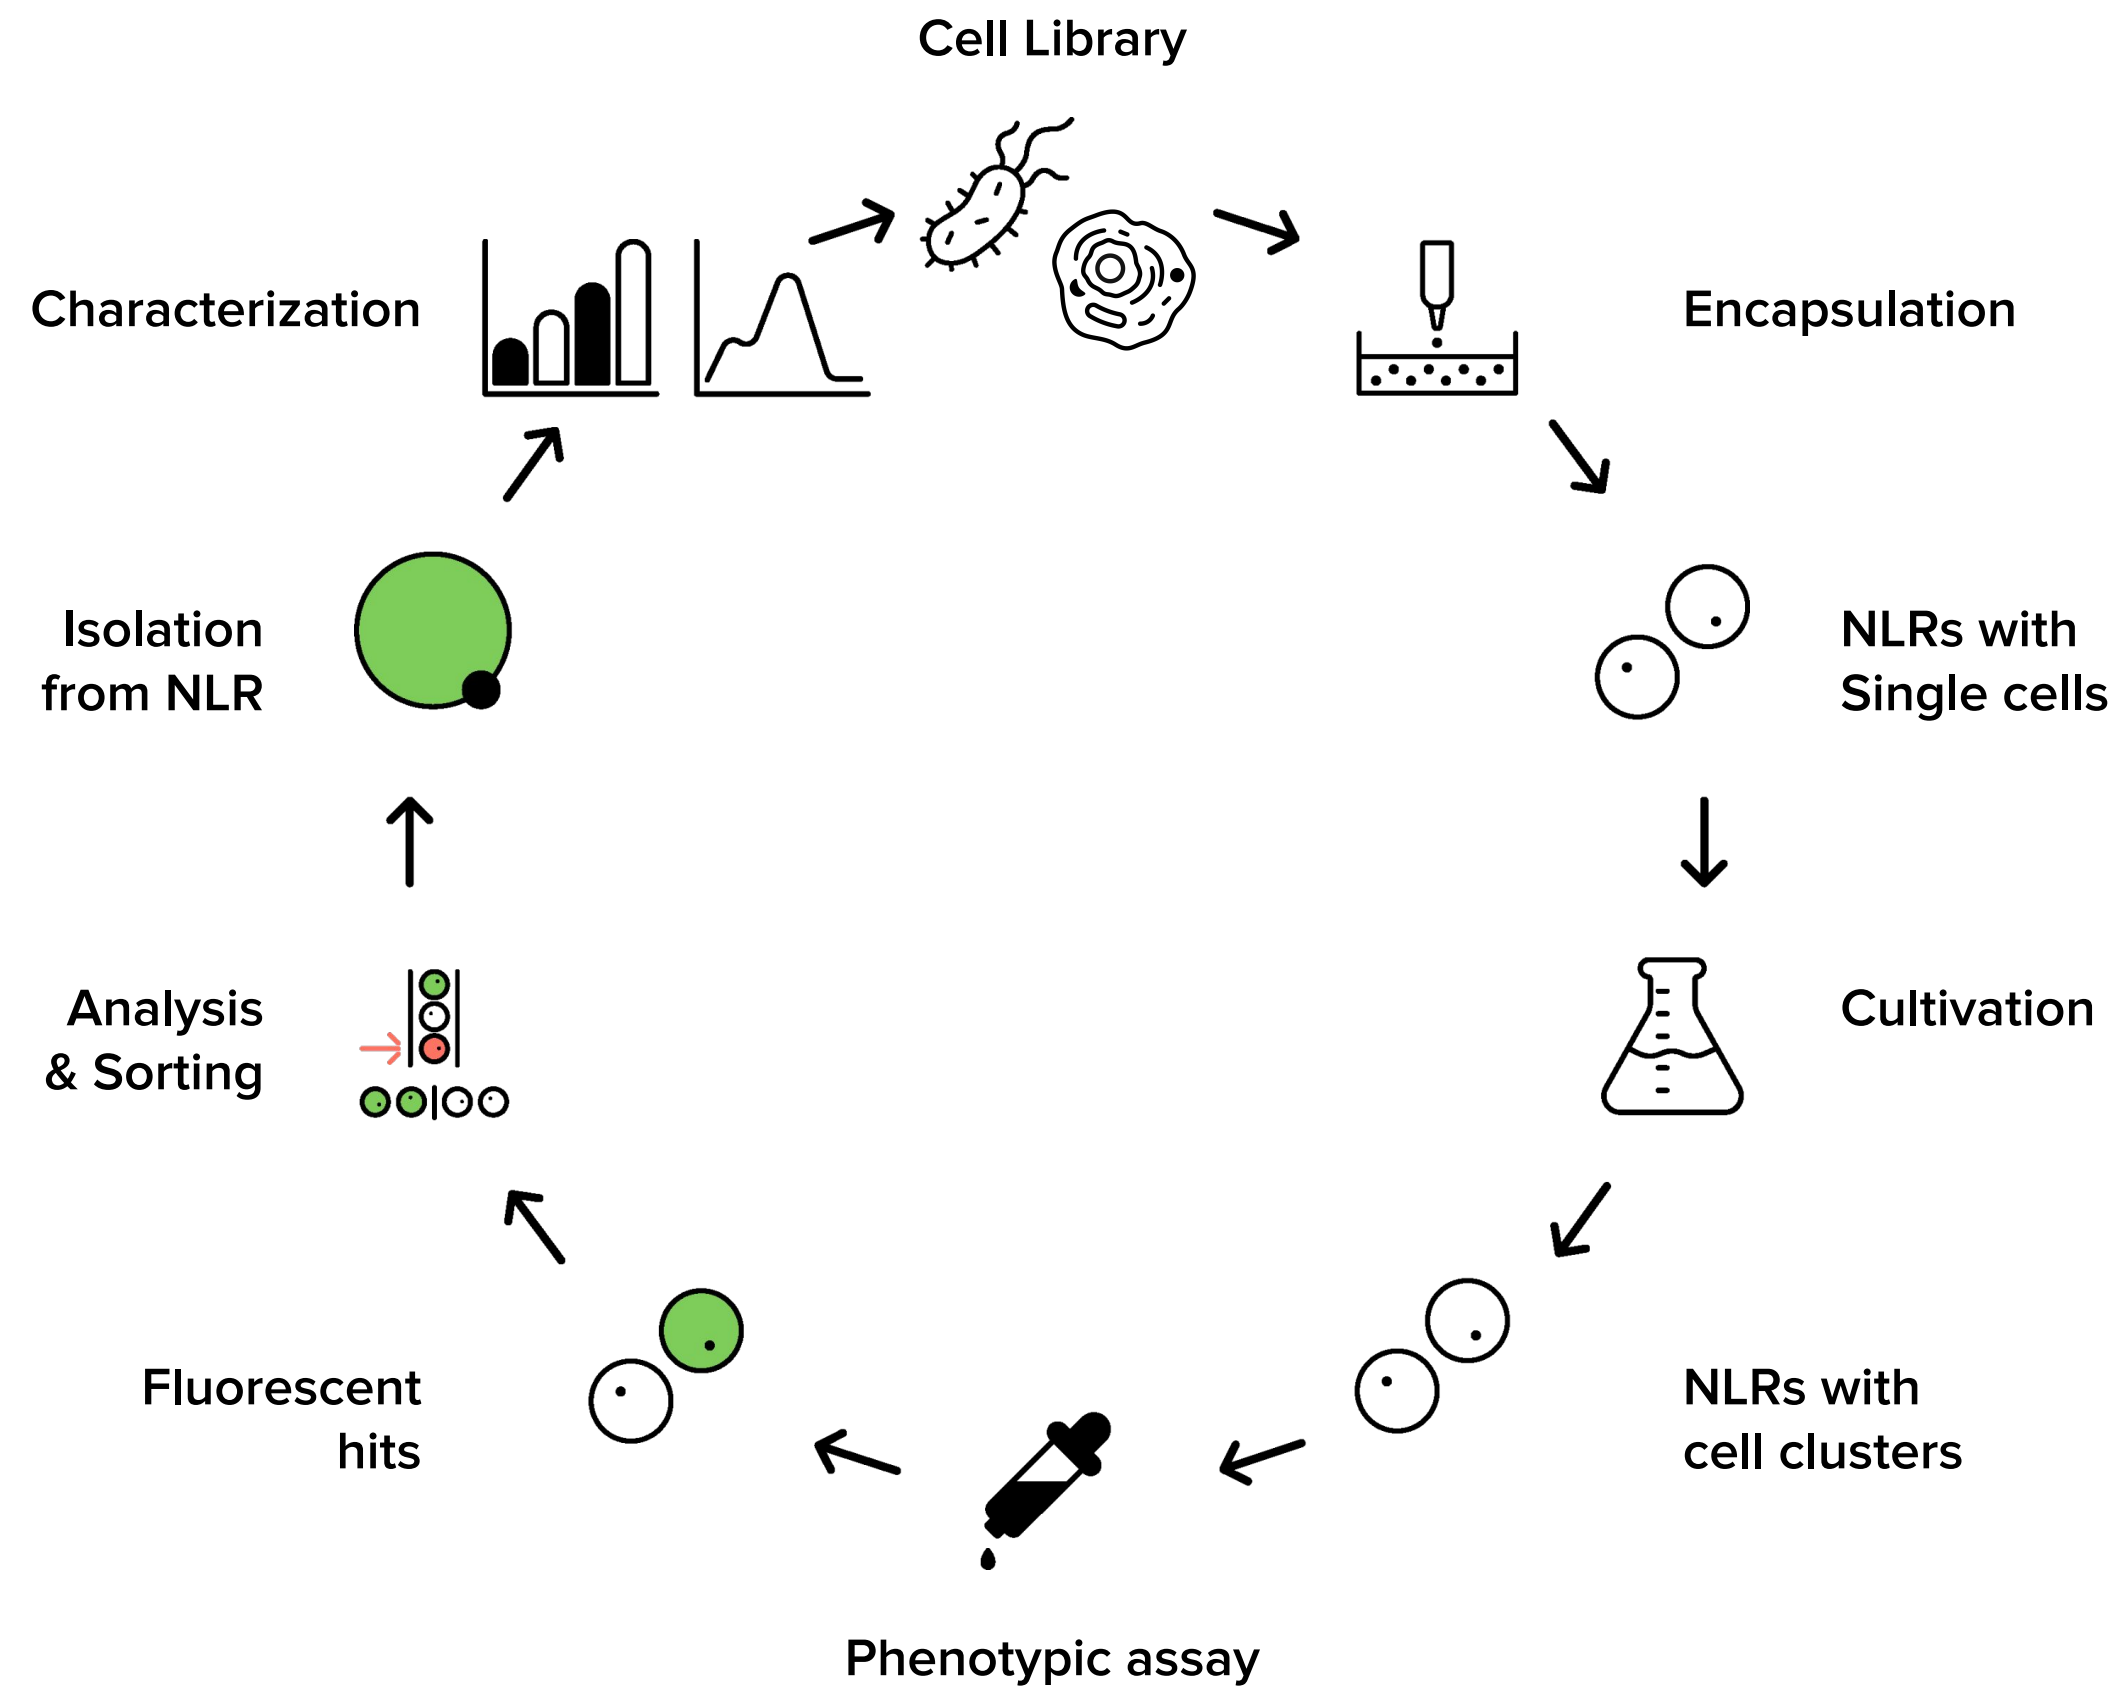 Cell Library
Encapsulation
NLRs with
Single cells
Cultivation
NLRs with
cell clusters
Phenotypic assay
Fluorescent
hits
Analysis
& Sorting
Isolation
from NLR
Characterization